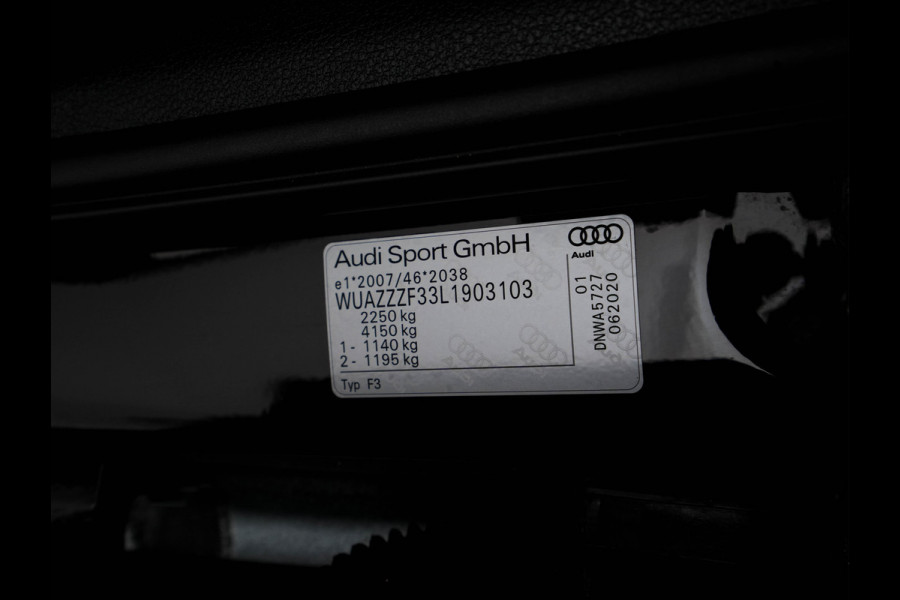 Audi Sport GmbH
Audi
e1*2007/46*2038
WUAZZZF33L1903103
2250 kg
4150 kg
1 - 1140 kg
2 - 1195 kg
Typ F3
01
DNWA5727
062020